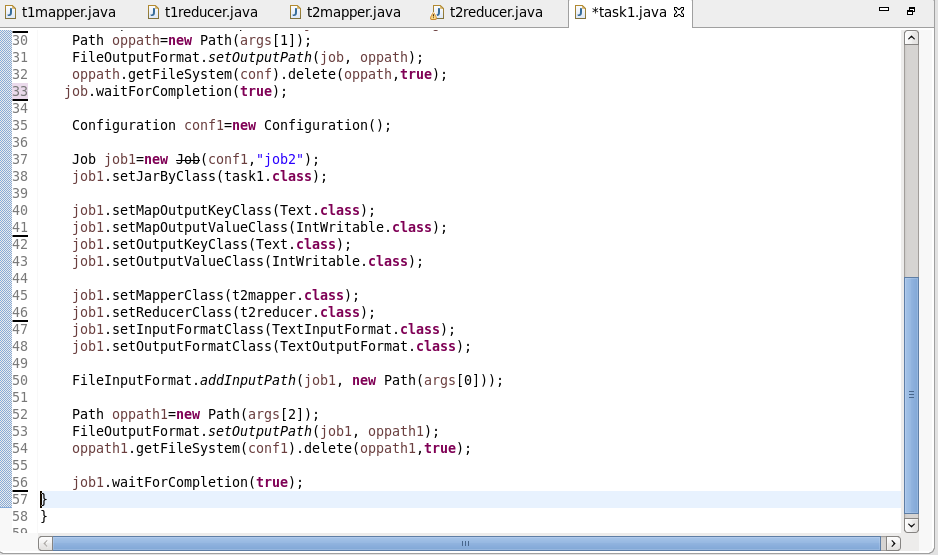 t1mapper.java t1reducer.java t2mapper.java t2reducer.java *task1.java
30 Path oppath=new Path(args[1]);
31 FileOutputFormat.setOutputPath(job, oppath);
32 oppath.getFileSystem(conf).delete(oppath,true);
33 job.waitForCompletion(true);
34
35 Configuration conf1=new Configuration();
36
37 Job job1=new Job(conf1,"job2");
38 job1.setJarByClass(task1.class);
39
40 job1.setMapOutputKeyClass(Text.class);
41 job1.setMapOutputValueClass(IntWritable.class);
42 job1.setOutputKeyClass(Text.class);
43 job1.setOutputValueClass(IntWritable.class);
44
45 job1.setMapperClass(t2mapper.class);
46 job1.setReducerClass(t2reducer.class);
47 job1.setInputFormatClass(TextInputFormat.class);
48 job1.setOutputFormatClass(TextOutputFormat.class);
49
50 FileInputFormat.addInputPath(job1, new Path(args[0]));
51
52 Path oppath1=new Path(args[2]);
53 FileOutputFormat.setOutputPath(job1, oppath1);
54 oppath1.getFileSystem(conf1).delete(oppath1,true);
55
56 job1.waitForCompletion(true);
57 }
58 }
59